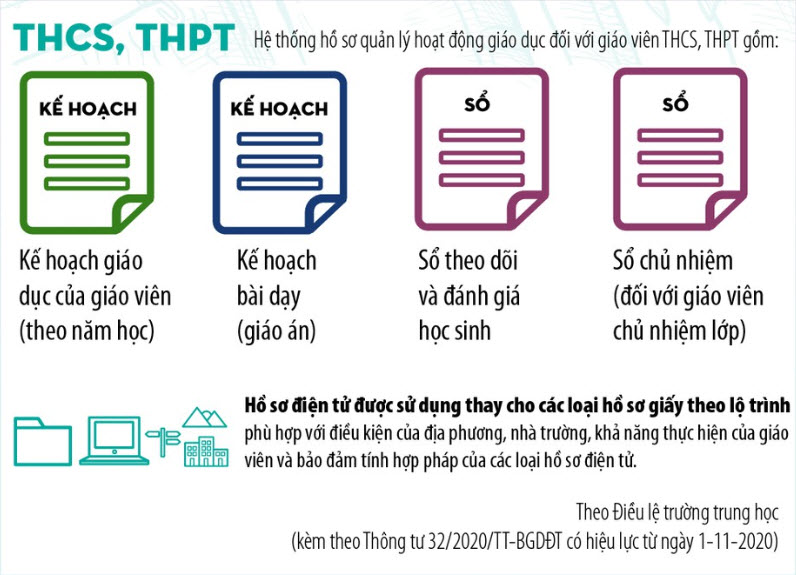 THCS, THPT Hệ thống hồ sơ quản lý hoạt động giáo dục đối với giáo viên THCS, THPT gồm:
KẾ HOẠCH
KẾ HOẠCH
SỔ
SỔ
Kế hoạch giáo
dục của giáo viên
(theo năm học)
Kế hoạch
bài dạy
(giáo án)
Sổ theo dõi
và đánh giá
học sinh
Sổ chủ nhiệm
(đối với giáo viên
chủ nhiệm lớp)
Hồ sơ điện tử được sử dụng thay cho các loại hồ sơ giấy theo lộ trình
phù hợp với điều kiện của địa phương, nhà trường, khả năng thực hiện của giáo
viên và bảo đảm tính hợp pháp của các loại hồ sơ điện tử.
Theo Điều lệ trường trung học
(kèm theo Thông tư 32/2020/TT-BGDĐT có hiệu lực từ ngày 1-11-2020)